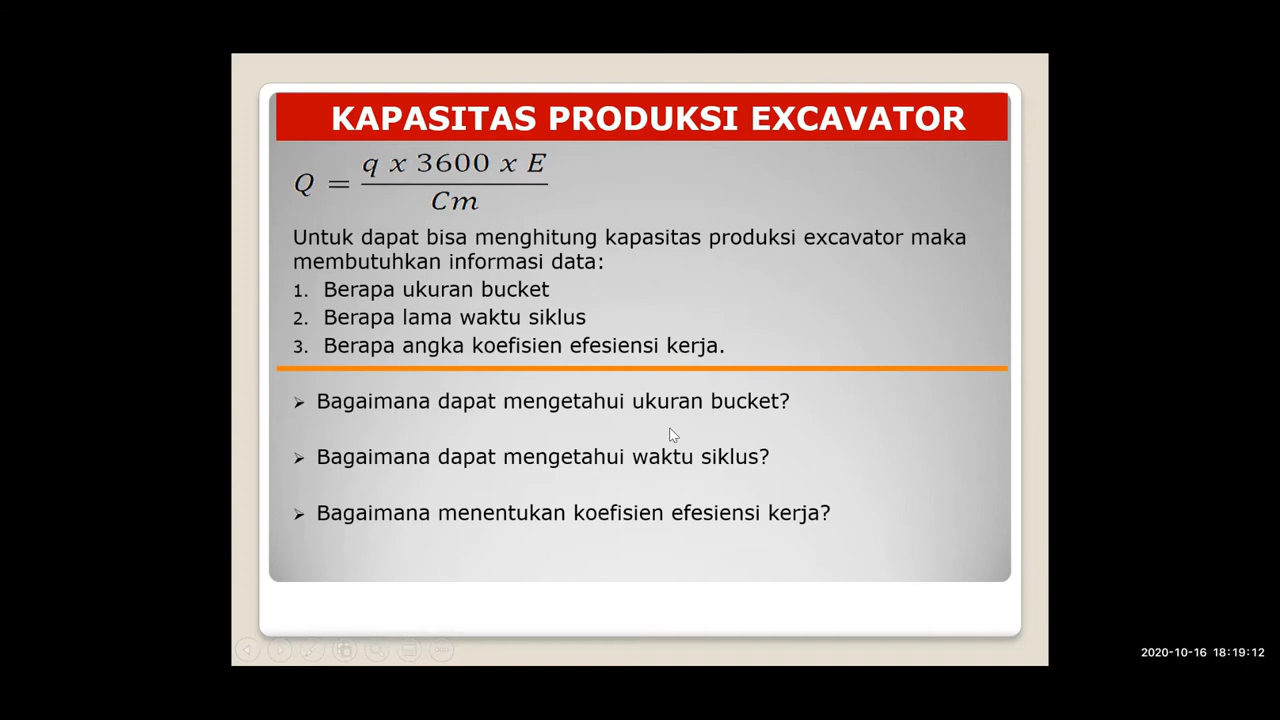 KAPASITAS PRODUKSI EXCAVATOR
Q = q x 3600 x E / Cm
Untuk dapat bisa menghitung kapasitas produksi excavator maka
membutuhkan informasi data:
1. Berapa ukuran bucket
2. Berapa lama waktu siklus
3. Berapa angka koefisien efesiensi kerja.
➢ Bagaimana dapat mengetahui ukuran bucket?
➢ Bagaimana dapat mengetahui waktu siklus?
➢ Bagaimana menentukan koefisien efesiensi kerja?
2020-10-16 18:19:12